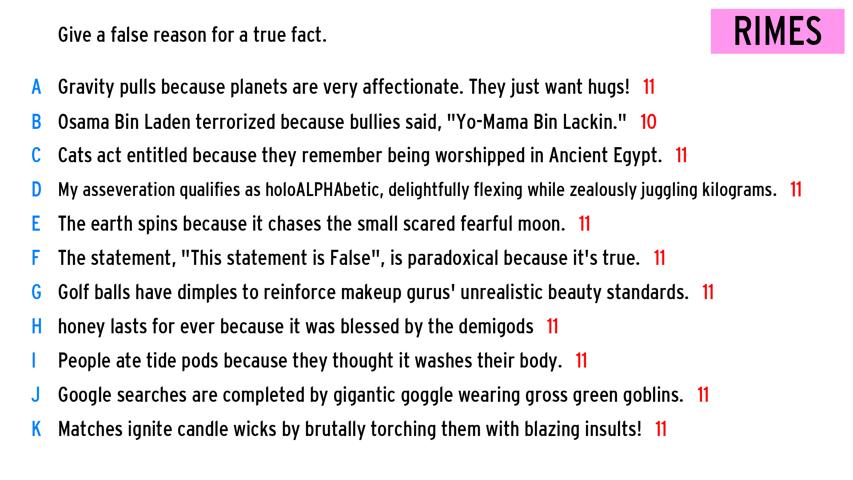 Give a false reason for a true fact.
RIMES
A Gravity pulls because planets are very affectionate. They just want hugs! 11
B Osama Bin Laden terrorized because bullies said, "Yo-Mama Bin Lackin." 10
C Cats act entitled because they remember being worshipped in Ancient Egypt. 11
D My asseveration qualifies as holoALPHAbetic, delightfully flexing while zealously juggling kilograms. 11
E The earth spins because it chases the small scared fearful moon. 11
F The statement, "This statement is False", is paradoxical because it's true. 11
G Golf balls have dimples to reinforce makeup gurus' unrealistic beauty standards. 11
H honey lasts for ever because it was blessed by the demigods 11
I People ate tide pods because they thought it washes their body. 11
J Google searches are completed by gigantic goggle wearing gross green goblins. 11
K Matches ignite candle wicks by brutally torching them with blazing insults! 11